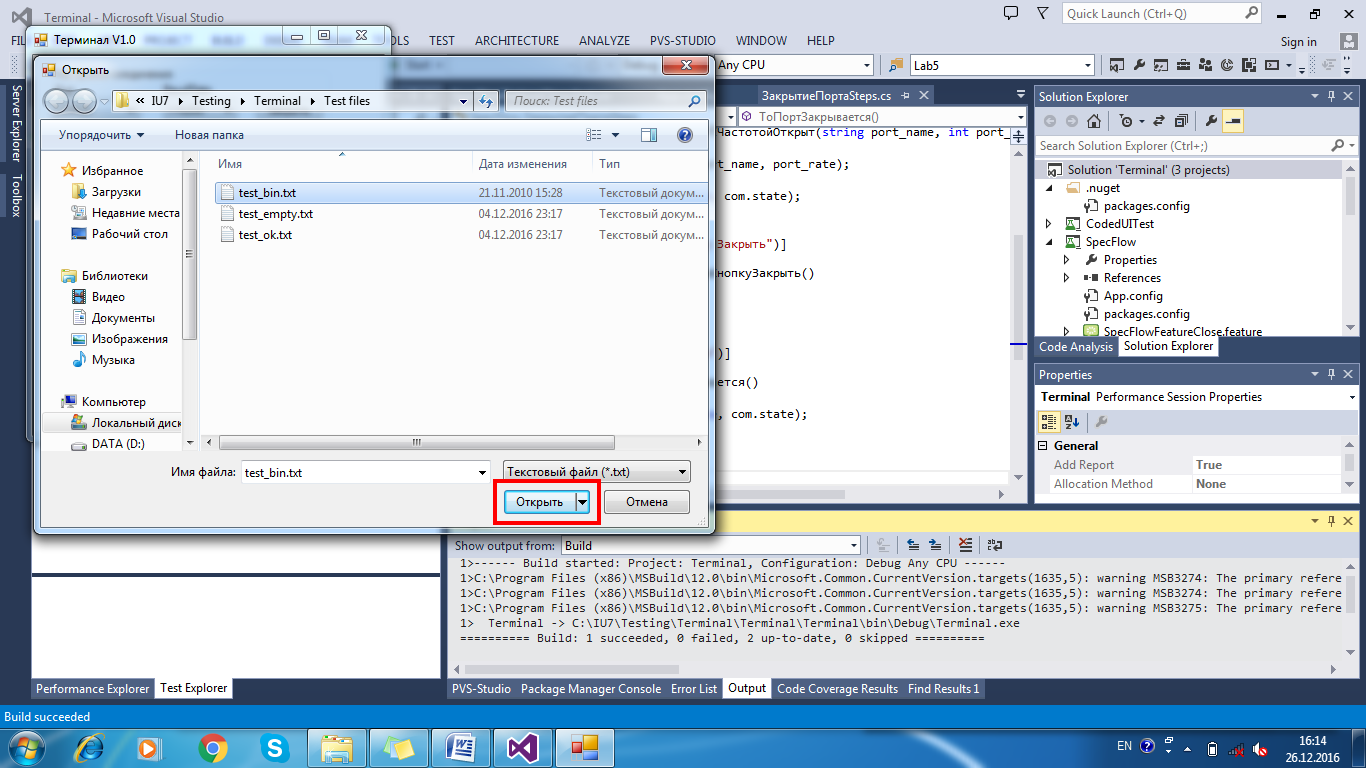 Terminal - Microsoft Visual Studio
Quick Launch (Ctrl+Q)
TEST ARCHITECTURE ANALYZE PVS-STUDIO WINDOW HELP
Sign in
Терминал V1.0
Any CPU
Lab5
Открыть
IU7 Testing Terminal Test files
Поиск: Test files
Упорядочить
Новая папка
Избранное
Загрузки
Недавние места
Рабочий стол
Библиотеки
Видео
Документы
Изображения
Музыка
Компьютер
Локальный диск
DATA (D:)
Имя Дата изменения Тип
test_bin.txt 21.11.2010 15:28 Текстовый докум...
test_empty.txt 04.12.2016 23:17 Текстовый докум...
test_ok.txt 04.12.2016 23:17 Текстовый докум...
Имя файла: test_bin.txt
Текстовый файл (*.txt)
Открыть
Отмена
Server Explorer
Toolbox
ЗакрытиеПортаSteps.cs
ToПортЗакрывается()
ЧастотойОткрыт(string port_name, int port_
t_name, port_rate);
com.state);
Закрыть")]
нопкуЗакрыть()
)]
ется()
, com.state);
Solution Explorer
Search Solution Explorer (Ctrl+;)
Solution 'Terminal' (3 projects)
.nuget
packages.config
CodedUITest
SpecFlow
Properties
References
App.config
packages.config
SpecFlowFeatureClose.feature
Code Analysis
Solution Explorer
Properties
Terminal Performance Session Properties
General
Add Report True
Allocation Method None
Show output from: Build
1>------ Build started: Project: Terminal, Configuration: Debug Any CPU ------
1>C:\Program Files (x86)\MSBuild\12.0\bin\Microsoft.Common.CurrentVersion.targets(1635,5): warning MSB3274: The primary refere
1>C:\Program Files (x86)\MSBuild\12.0\bin\Microsoft.Common.CurrentVersion.targets(1635,5): warning MSB3274: The primary refere
1>C:\Program Files (x86)\MSBuild\12.0\bin\Microsoft.Common.CurrentVersion.targets(1635,5): warning MSB3275: The primary refere
1> Terminal -> C:\IU7\Testing\Terminal\Terminal\Terminal\bin\Debug\Terminal.exe
========== Build: 1 succeeded, 0 failed, 2 up-to-date, 0 skipped ==========
Performance Explorer
Test Explorer
PVS-Studio
Package Manager Console
Error List
Output
Code Coverage Results
Find Results 1
Build succeeded
EN
16:14
26.12.2016